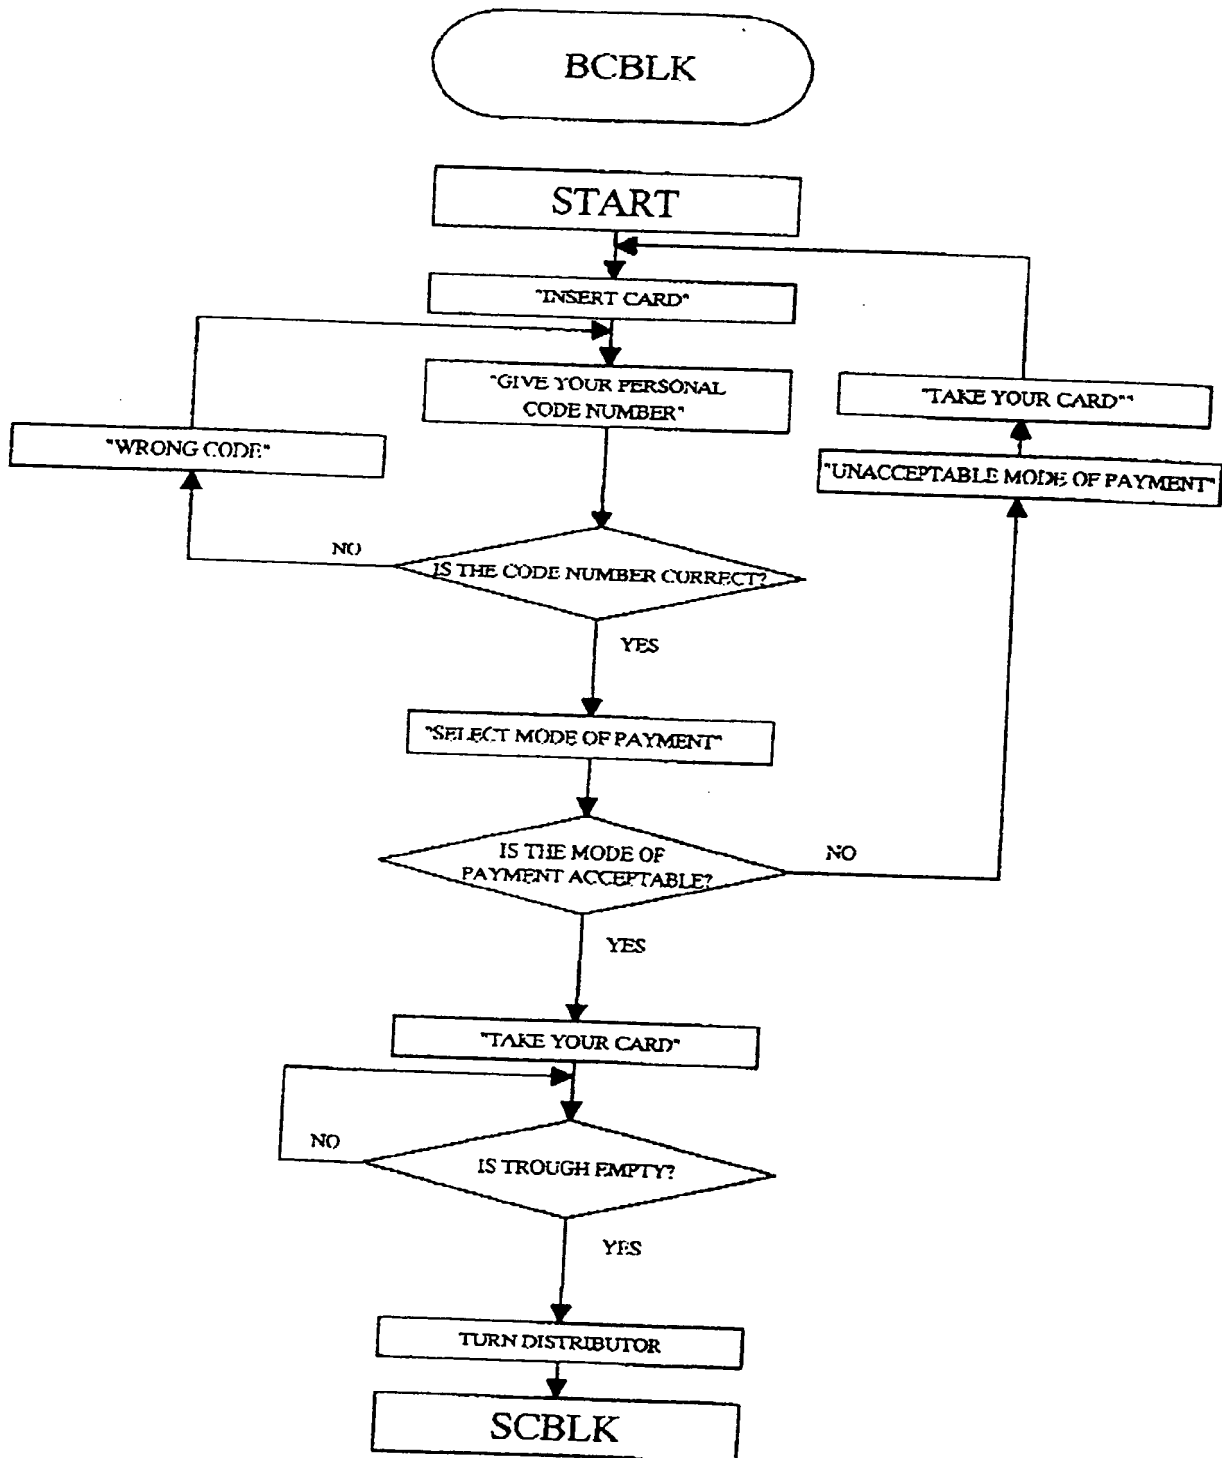 BCBLK
START
"INSERT CARD"
"GIVE YOUR PERSONAL
CODE NUMBER"
"TAKE YOUR CARD""
"WRONG CODE"
"UNACCEPTABLE MODE OF PAYMENT"
NO
IS THE CODE NUMBER CURRECT?
YES
"SELECT MODE OF PAYMENT"
IS THE MODE OF
PAYMENT ACCEPTABLE?
NO
YES
"TAKE YOUR CARD"
NO
IS TROUGH EMPTY?
YES
TURN DISTRIBUTOR
SCBLK